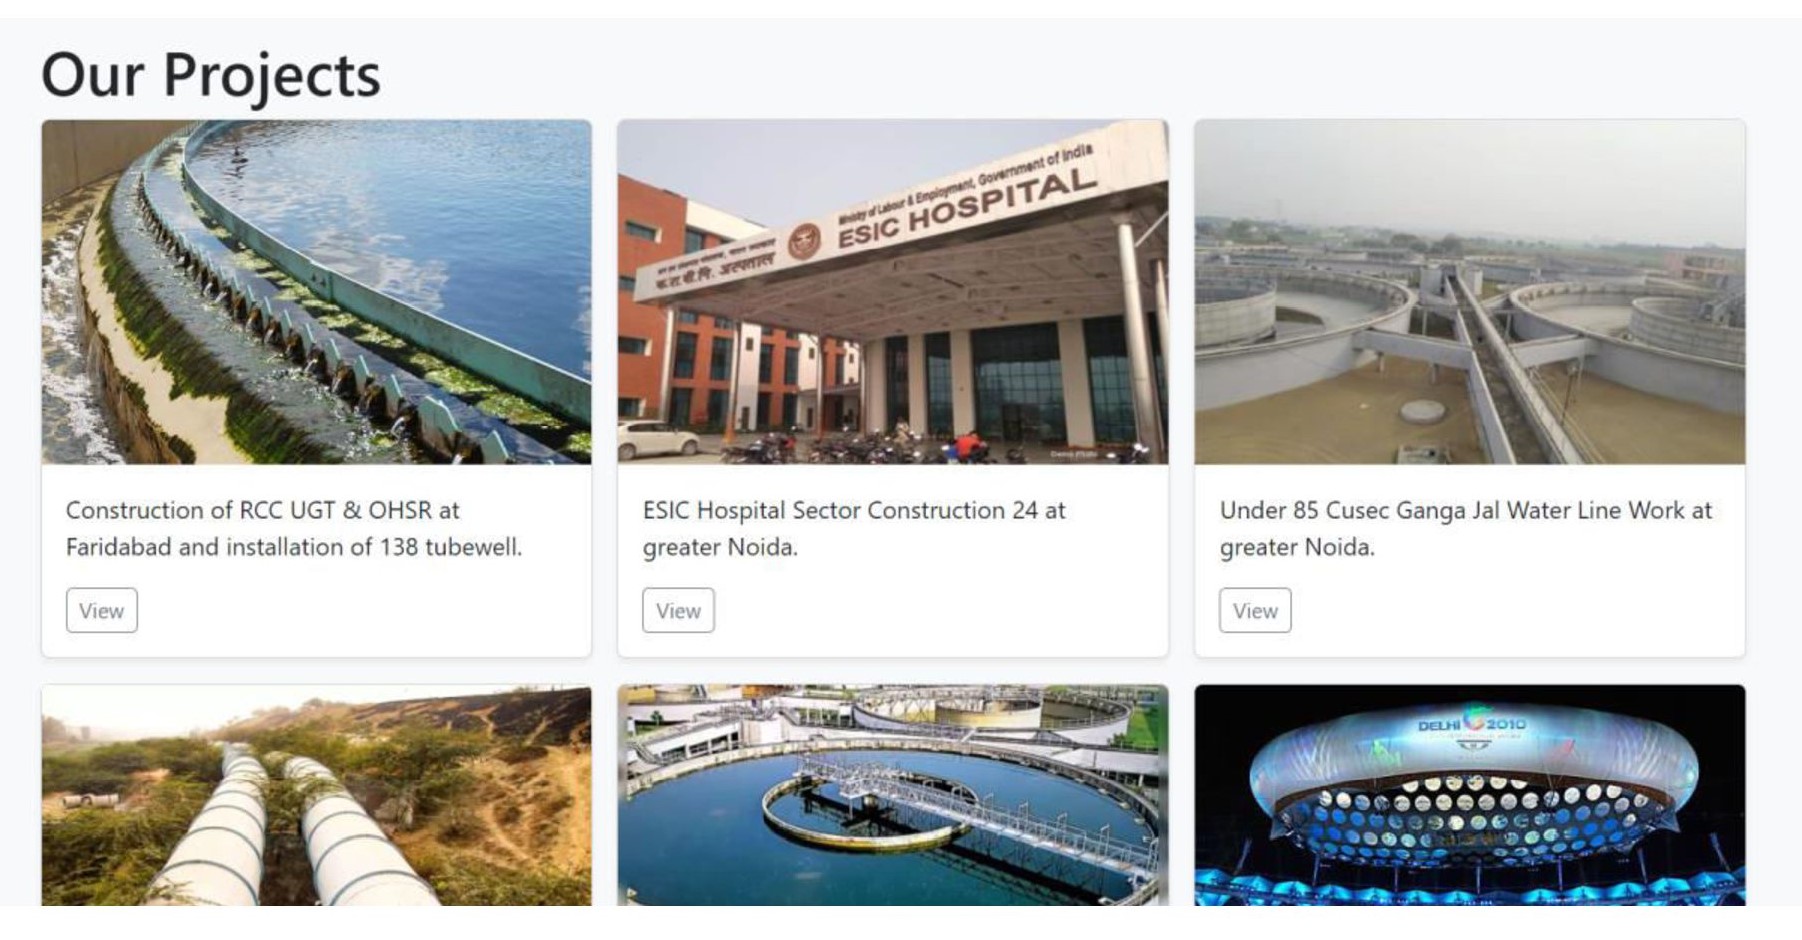 Our Projects
Ministry of Labour & Employment, Government of India
ESIC HOSPITAL
क.रा.बी.नि. अस्पताल
Construction of RCC UGT & OHSR at
Faridabad and installation of 138 tubewell.
View
ESIC Hospital Sector Construction 24 at
greater Noida.
View
Under 85 Cusec Ganga Jal Water Line Work at
greater Noida.
View
DELHI 2010